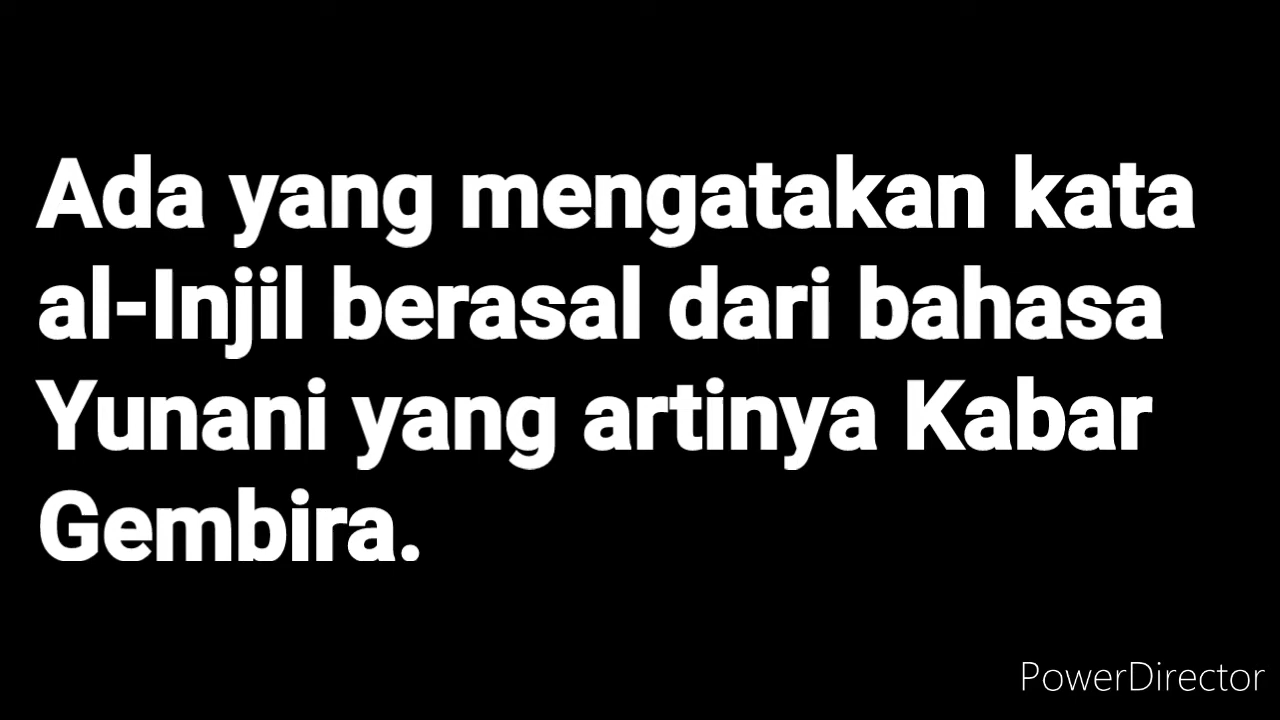 Ada yang mengatakan kata
al-Injil berasal dari bahasa
Yunani yang artinya Kabar
Gembira.
PowerDirector